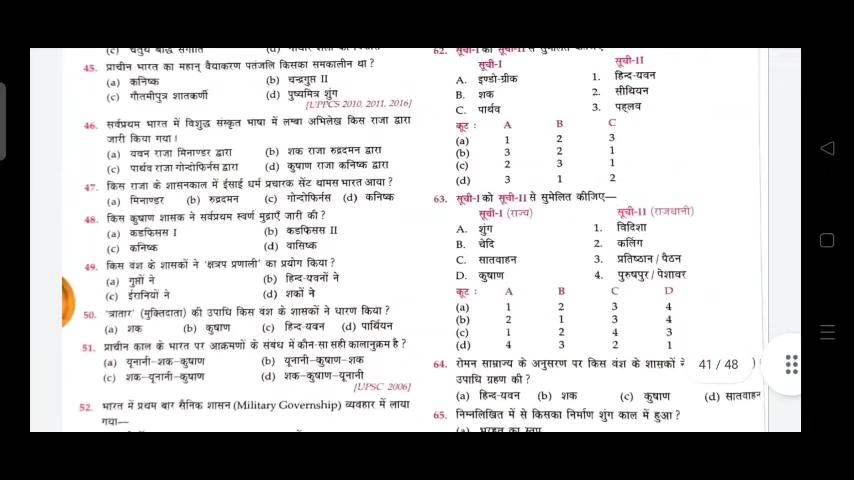 (c) चतुर्थ बौद्ध संगीति (d)
45. प्राचीन भारत का महान् वैयाकरण पतंजलि किसका समकालीन था ?
(a) कनिष्क (b) चन्द्रगुप्त II
(c) गौतमीपुत्र शातकर्णी (d) पुष्यमित्र शुंग
[UPPCS 2010, 2011, 2016]
46. सर्वप्रथम भारत में विशुद्ध संस्कृत भाषा में लम्बा अभिलेख किस राजा द्वारा
जारी किया गया।
(a) यवन राजा मिनाण्डर द्वारा (b) शक राजा रुद्रदमन द्वारा
(c) पार्थव राजा गोन्दोफिर्नस द्वारा (d) कुषाण राजा कनिष्क द्वारा
47. किस राजा के शासनकाल में ईसाई धर्म प्रचारक सेंट थामस भारत आया ?
(a) मिनाण्डर (b) रुद्रदमन (c) गोन्दोफिर्नस (d) कनिष्क
48. किस कुषाण शासक ने सर्वप्रथम स्वर्ण मुद्राएँ जारी की ?
(a) कडफिसस I (b) कडफिसस II
(c) कनिष्क (d) वासिष्क
49. किस वंश के शासकों ने 'क्षत्रप प्रणाली' का प्रयोग किया ?
(a) गुप्तों ने (b) हिन्द-यवनों ने
(c) ईरानियों ने (d) शकों ने
50. 'त्रातार' (मुक्तिदाता) की उपाधि किस वंश के शासकों ने धारण किया ?
(a) शक (b) कुषाण (c) हिन्द-यवन (d) पार्थियन
51. प्राचीन काल के भारत पर आक्रमणों के संबंध में कौन-सा सही कालानुक्रम है ?
(a) यूनानी-शक-कुषाण (b) यूनानी-कुषाण-शक
(c) शक-यूनानी-कुषाण (d) शक-कुषाण-यूनानी
[UPSC 2006]
52. भारत में प्रथम बार सैनिक शासन (Military Governship) व्यवहार में लाया
गया—
62. सूची-I को सूची-II से सुमेलित कीजिए
सूची-I सूची-II
A. इण्डो-ग्रीक 1. हिन्द-यवन
B. शक 2. सीथियन
C. पार्थव 3. पह्लव
कूट : A B C
(a) 1 2 3
(b) 3 2 1
(c) 2 3 1
(d) 3 1 2
63. सूची-I को सूची-II से सुमेलित कीजिए—
सूची-I (राज्य) सूची-II (राजधानी)
A. शुंग 1. विदिशा
B. चेदि 2. कलिंग
C. सातवाहन 3. प्रतिष्ठान / पैठन
D. कुषाण 4. पुरुषपुर / पेशावर
कूट : A B C D
(a) 1 2 3 4
(b) 2 1 3 4
(c) 1 2 4 3
(d) 4 3 2 1
64. रोमन साम्राज्य के अनुसरण पर किस वंश के शासकों
उपाधि ग्रहण की ?
(a) हिन्द-यवन (b) शक (c) कुषाण (d) सातवाहन
65. निम्नलिखित में से किसका निर्माण शुंग काल में हुआ ?
(a) भरहुत का स्तूप
41 / 48